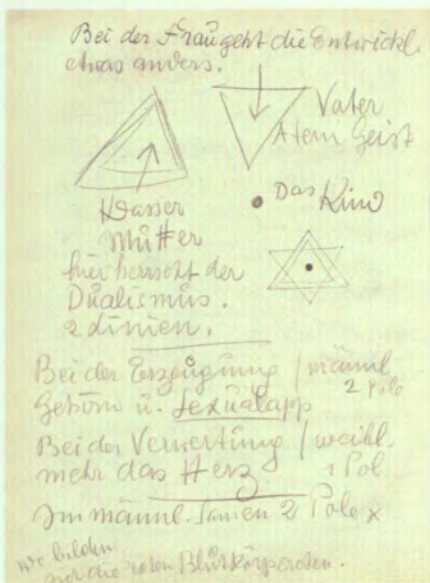 Bei der Frau geht die Entwickl.
etwas anders.
Vater
Atem Geist
Wasser
Mutter
Das Kind
hier herrscht der
Dualismus.
2 Linien.
Bei der Erzeugung / männl
2 Pole
Gehirn u. Sexualapp
Bei der Verwertung / weibl.
mehr das Herz 1 Pol
Im männl. Samen 2 Pole x
wo bilden
die roten Blutkörperchen.